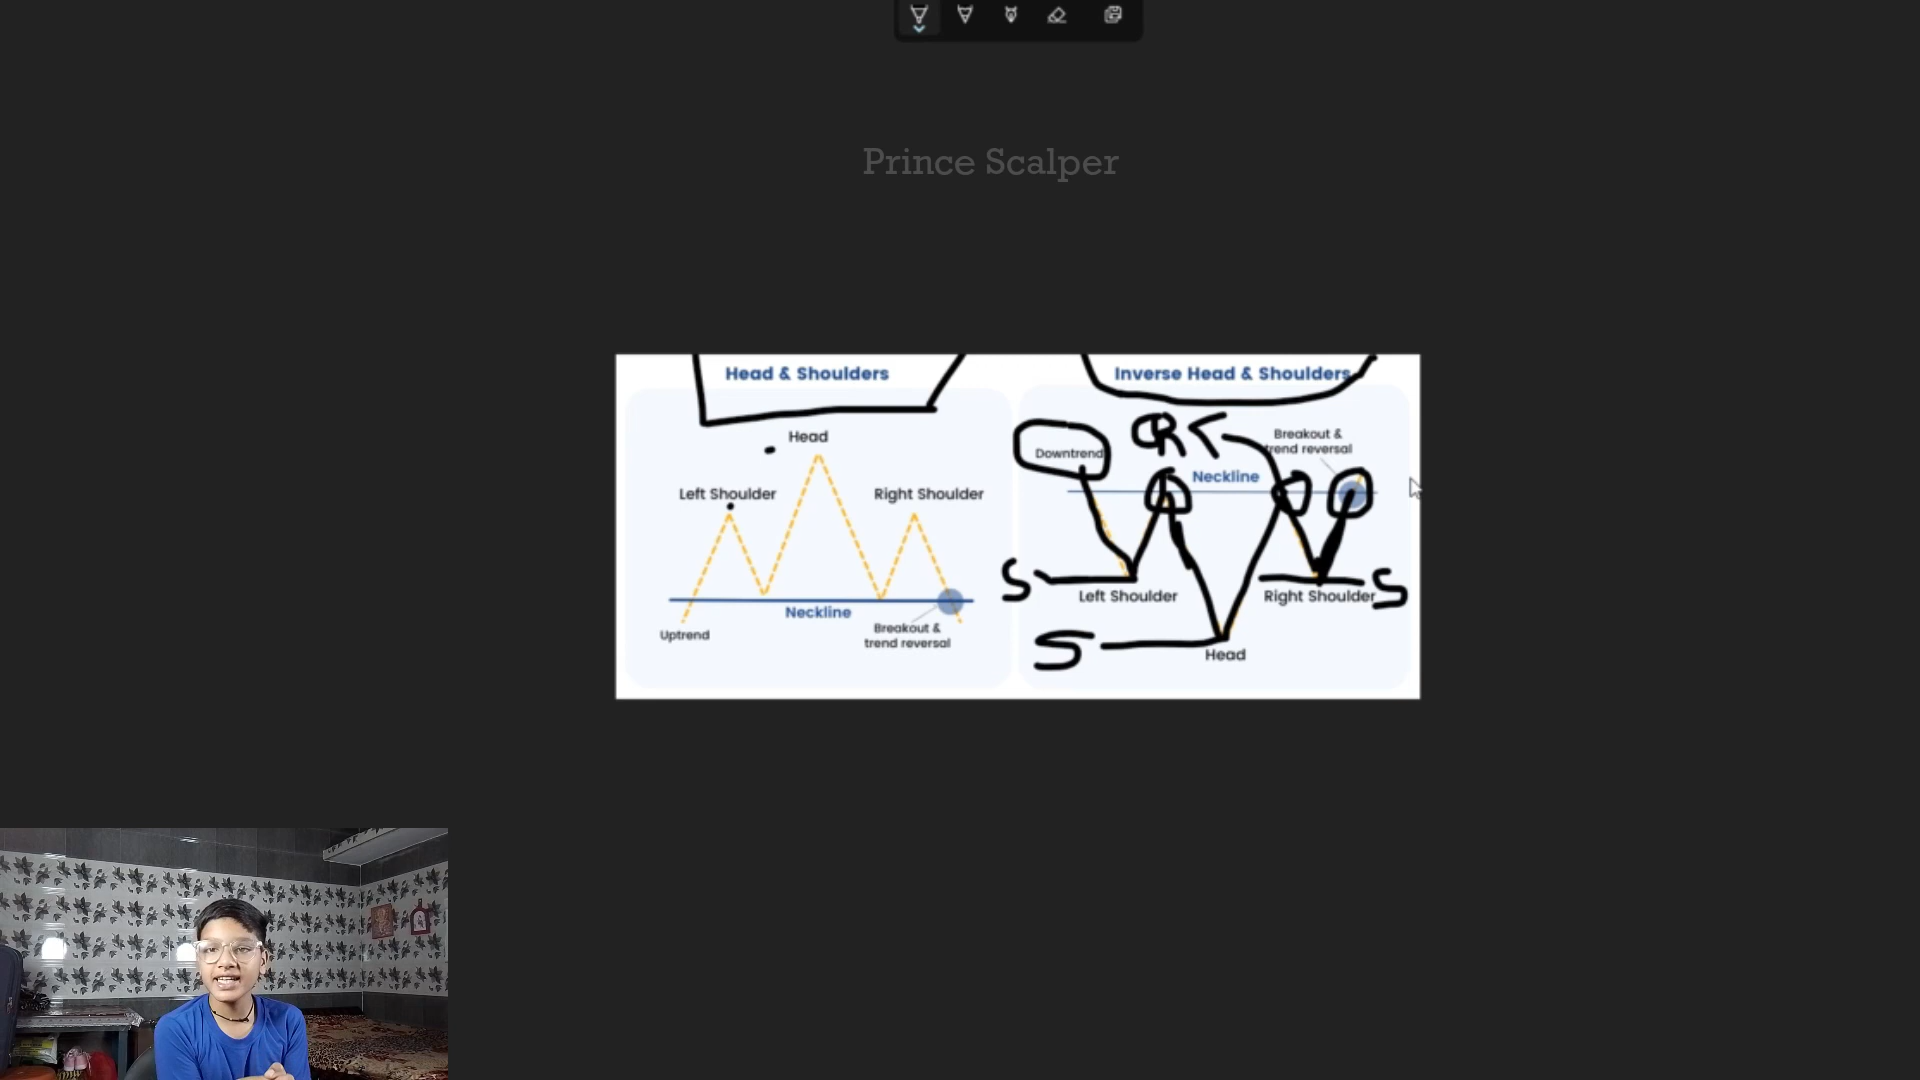 Prince Scalper
Head & Shoulders
Head
Left Shoulder
Right Shoulder
Neckline
Uptrend
Breakout &
trend reversal
Inverse Head & Shoulders
Downtrend
R
Breakout &
trend reversal
Neckline
S
Left Shoulder
Right Shoulder
S
S
Head